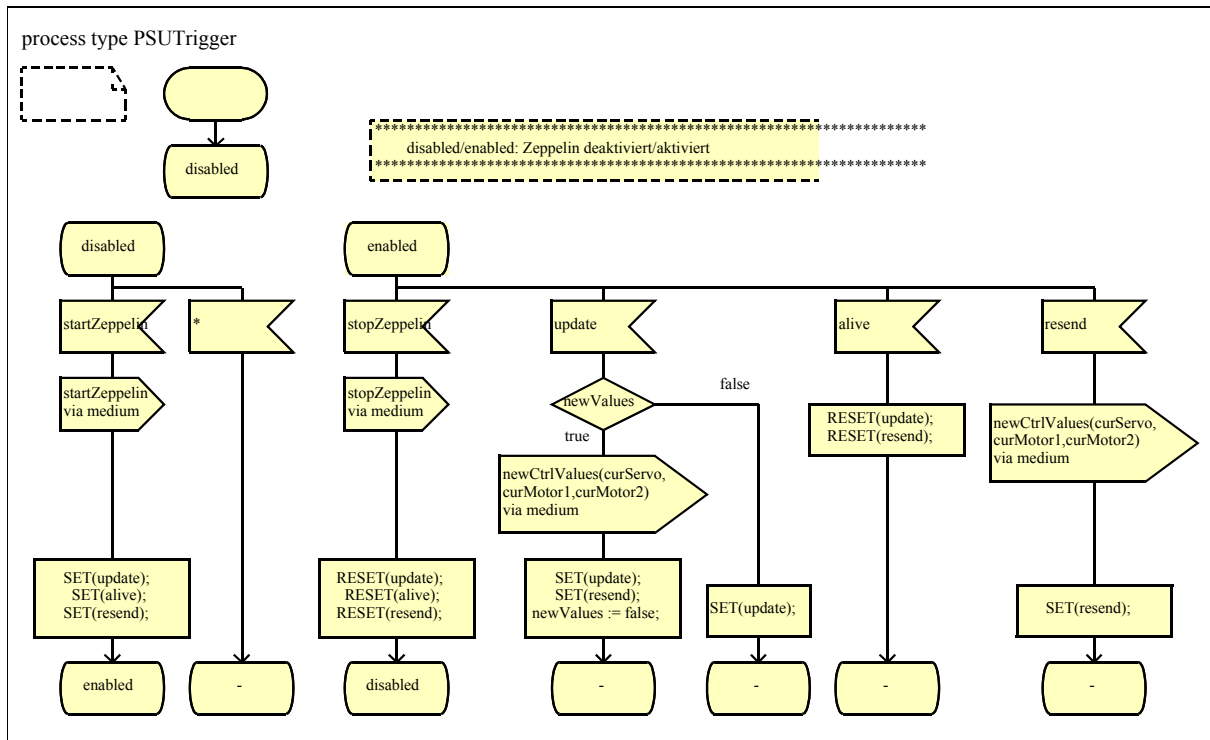 process type PSUTrigger
disabled
**********************************************************************
disabled/enabled: Zeppelin deaktiviert/aktiviert
**********************************************************************
disabled
enabled
startZeppelin
*
stopZeppelin
update
alive
resend
startZeppelin
via medium
stopZeppelin
via medium
newValues
false
true
RESET(update);
RESET(resend);
newCtrlValues(curServo,
curMotor1,curMotor2)
via medium
newCtrlValues(curServo,
curMotor1,curMotor2)
via medium
SET(update);
SET(alive);
SET(resend);
RESET(update);
RESET(alive);
RESET(resend);
SET(update);
SET(resend);
newValues := false;
SET(update);
SET(resend);
enabled
-
disabled
-
-
-
-